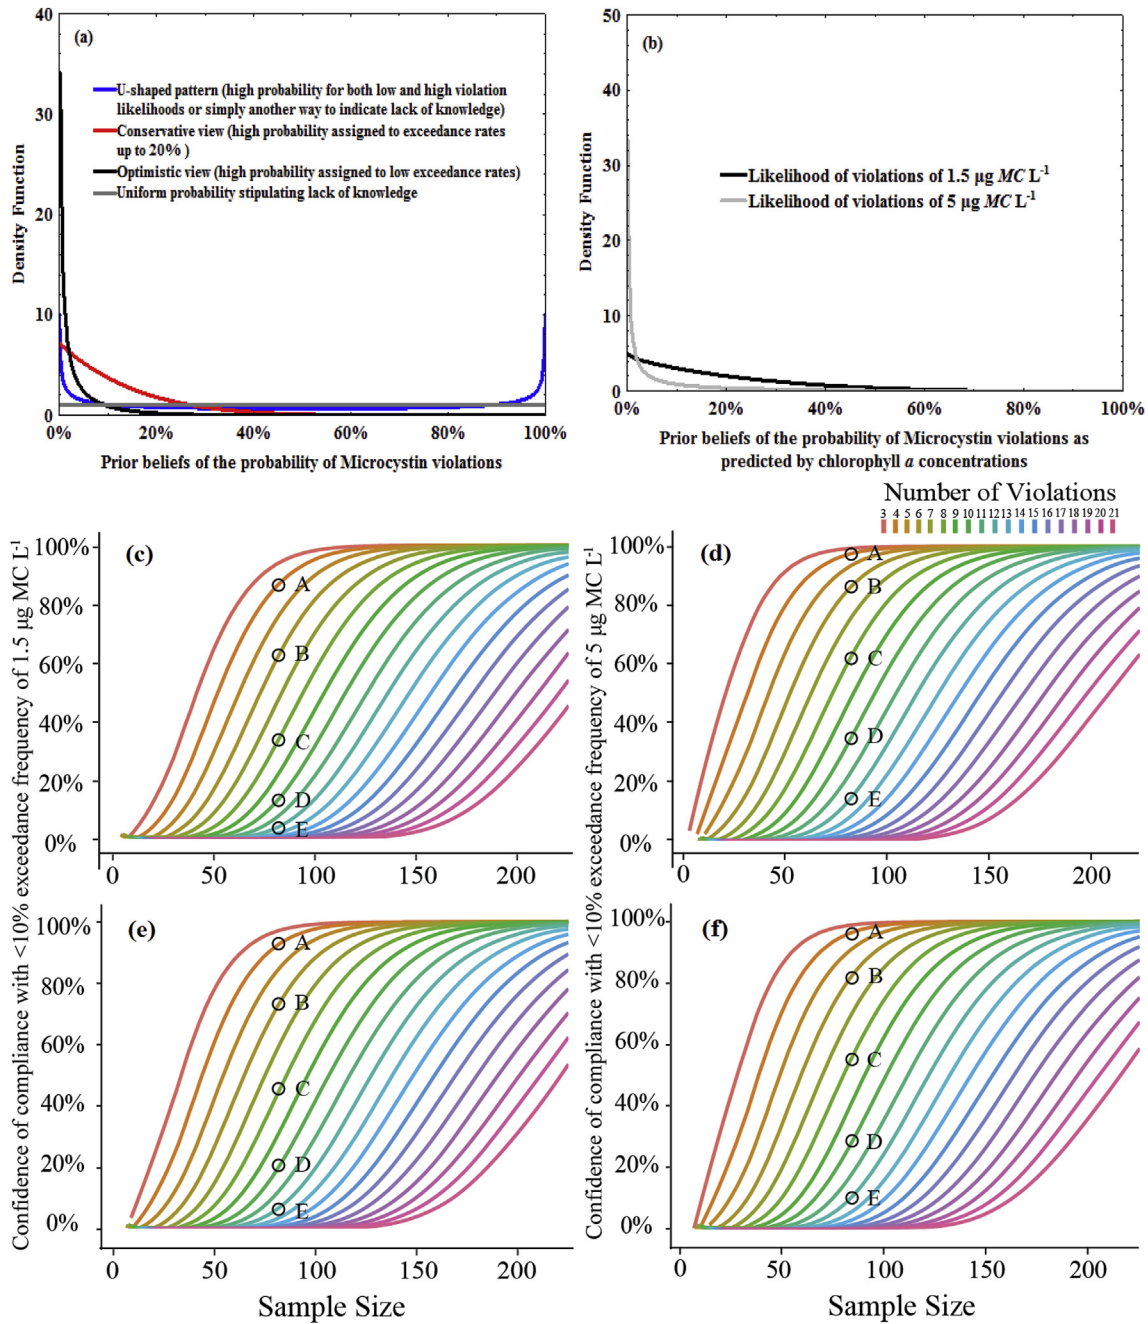 (a)
40
30
20
10
0
Density Function
U-shaped pattern (high probability for both low and high violation
likelihoods or simply another way to indicate lack of knowledge)
Conservative view (high probability assigned to exceedance rates
up to 20% )
Optimistic view (high probability assigned to low exceedance rates)
Uniform probability stipulating lack of knowledge
0% 20% 40% 60% 80% 100%
Prior beliefs of the probability of Microcystin violations
(b)
50
40
30
20
10
0
Density Function
Likelihood of violations of 1.5 µg MC L-1
Likelihood of violations of 5 µg MC L-1
0% 20% 40% 60% 80% 100%
Prior beliefs of the probability of Microcystin violations as
predicted by chlorophyll a concentrations
Number of Violations
3 4 5 6 7 8 9 10 11 12 13 14 15 16 17 18 19 20 21
Confidence of compliance with <10% exceedance frequency of 1.5 µg MC L-1
(c)
100%
80%
60%
40%
20%
0%
A
B
C
D
E
0 50 100 150 200
Confidence of compliance with <10% exceedance frequency of 5 µg MC L-1
(d)
100%
80%
60%
40%
20%
0%
A
B
C
D
E
0 50 100 150 200
(e)
100%
80%
60%
40%
20%
0%
A
B
C
D
E
0 50 100 150 200
Sample Size
(f)
100%
80%
60%
40%
20%
0%
A
B
C
D
E
0 50 100 150 200
Sample Size